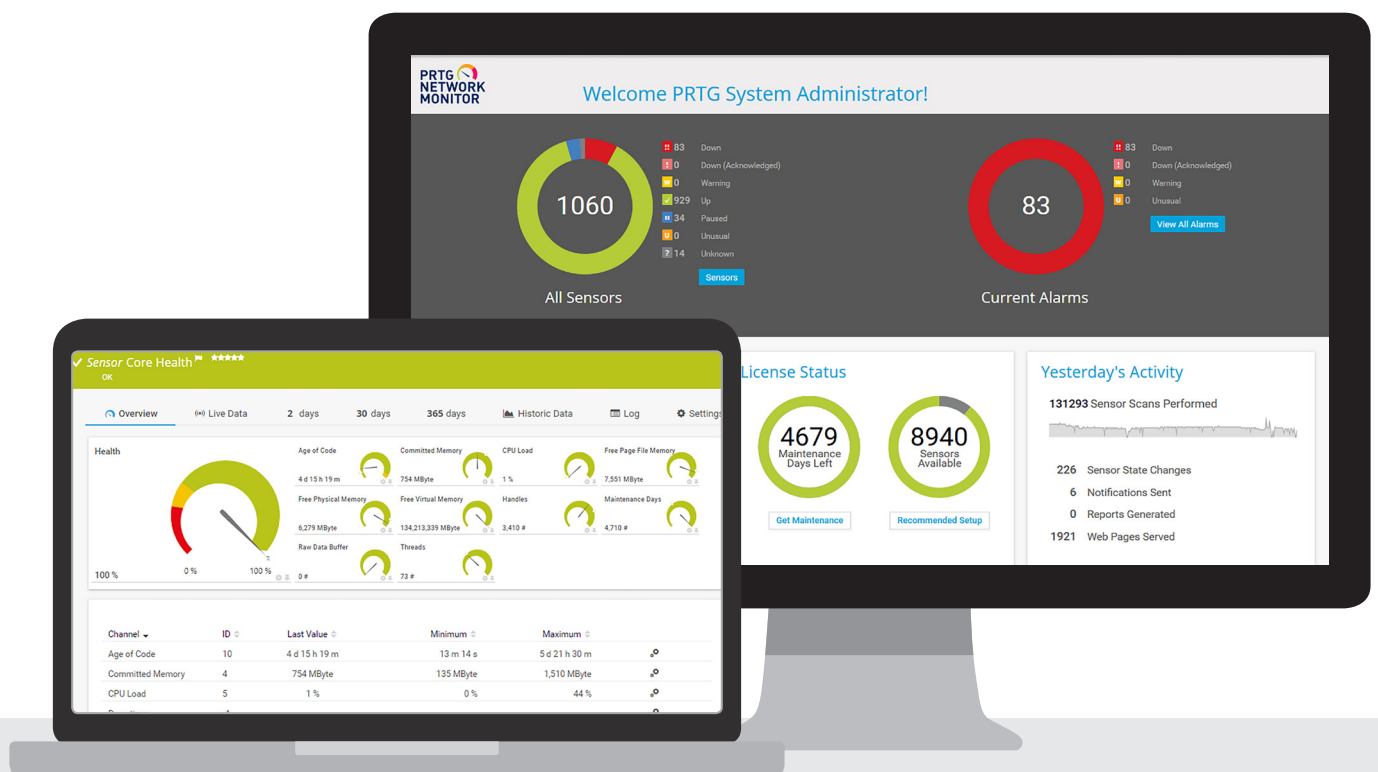 PRTG
NETWORK
MONITOR
Welcome PRTG System Administrator!
1060
All Sensors
83 Down
0 Down (Acknowledged)
W 0 Warning
929 Up
34 Paused
U 0 Unusual
? 14 Unknown
Sensors
83
Current Alarms
83 Down
0 Down (Acknowledged)
W 0 Warning
U 0 Unusual
View All Alarms
License Status
4679
Maintenance
Days Left
Get Maintenance
8940
Sensors
Available
Recommended Setup
Yesterday's Activity
131293 Sensor Scans Performed
226 Sensor State Changes
6 Notifications Sent
0 Reports Generated
1921 Web Pages Served
Sensor Core Health
OK
Overview Live Data 2 days 30 days 365 days Historic Data Log Settings
Health
100 %
0 % 100 %
Age of Code
4 d 15 h 19 m
Committed Memory
754 MByte
CPU Load
1 %
Free Page File Memory
7,551 MByte
Free Physical Memory
6,279 MByte
Free Virtual Memory
134,213,339 MByte
Handles
3,410 #
Maintenance Days
4,710 #
Raw Data Buffer
0 #
Threads
73 #
Channel ID Last Value Minimum Maximum
Age of Code 10 4 d 15 h 19 m 13 m 14 s 5 d 21 h 30 m
Committed Memory 4 754 MByte 135 MByte 1,510 MByte
CPU Load 5 1 % 0 % 44 %